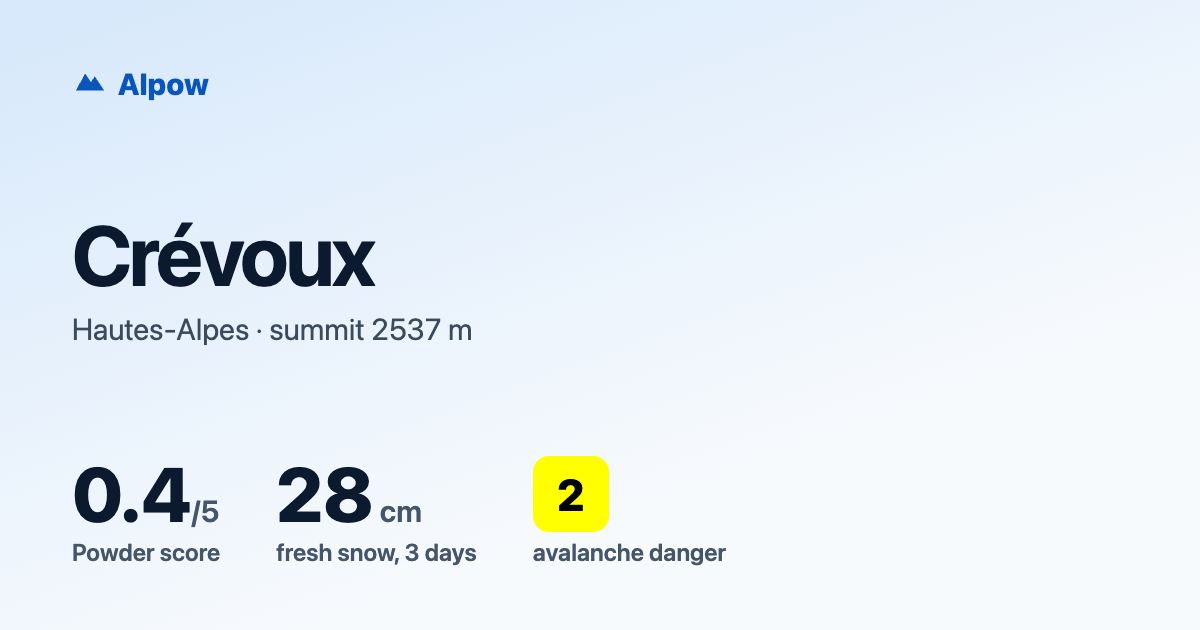 Alpow
Crévoux
Hautes-Alpes · summit 2537 m
0.4/5
Powder score
28 cm
fresh snow, 3 days
2
avalanche danger